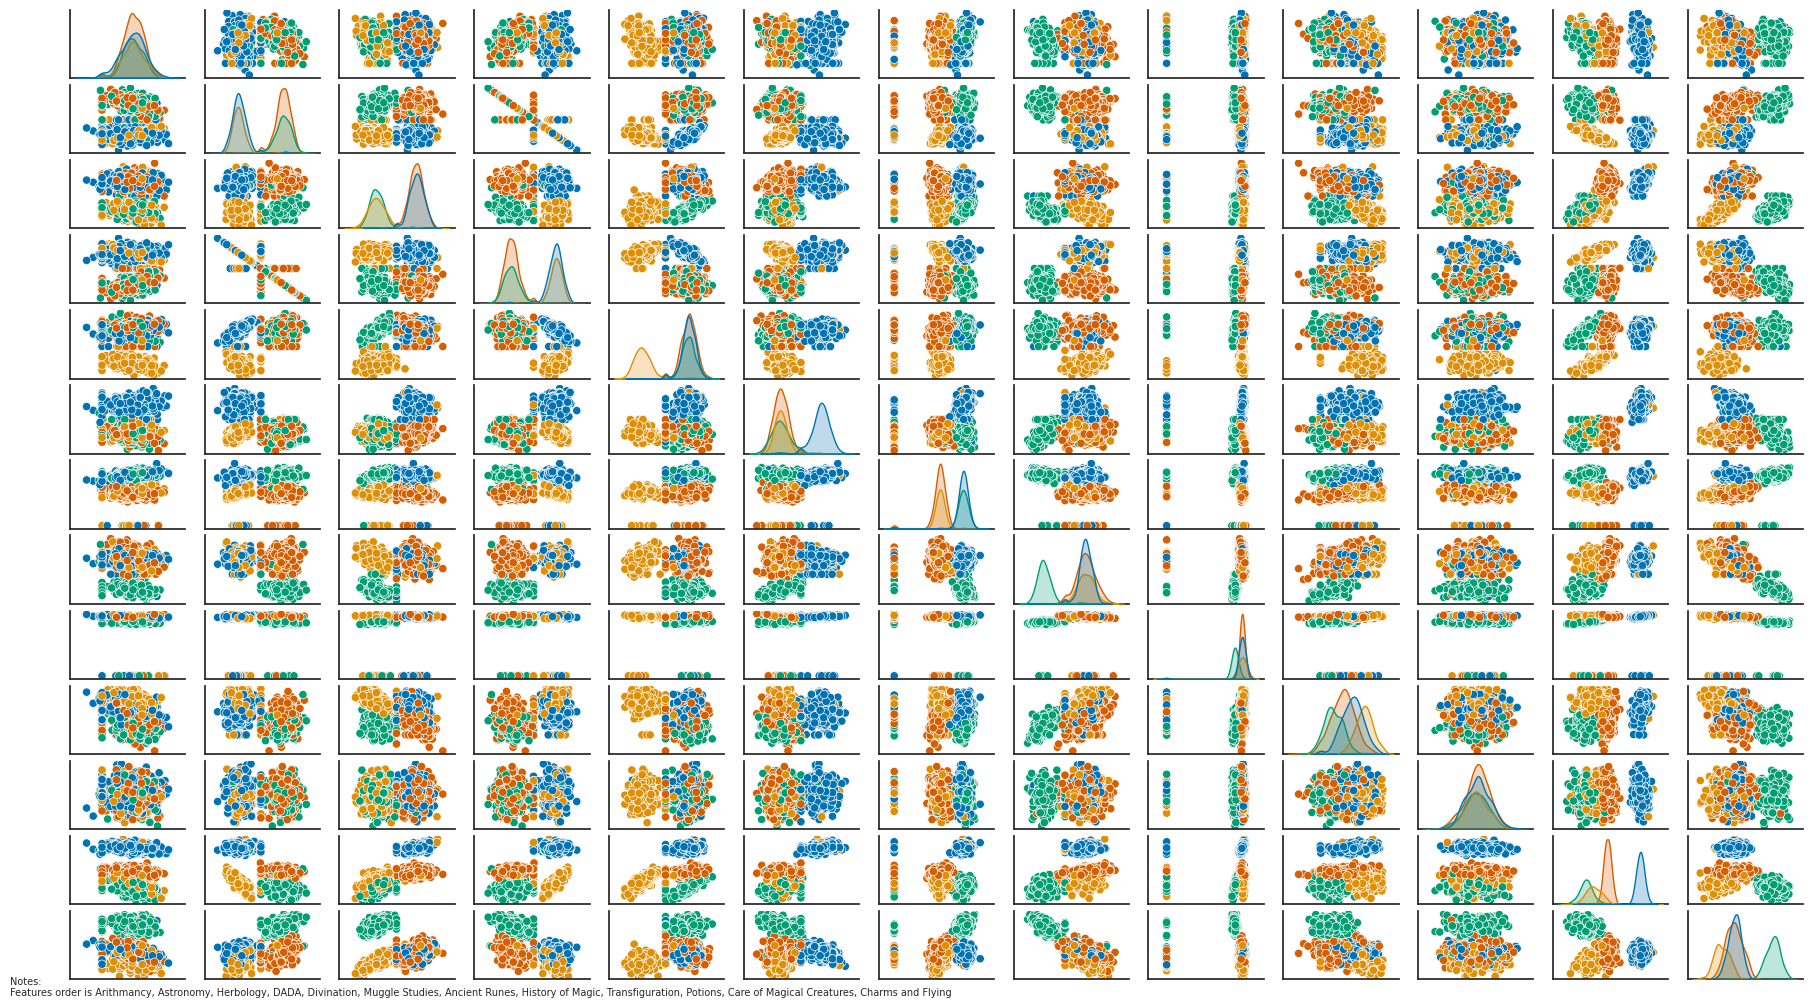 Notes:
Features order is Arithmancy, Astronomy, Herbology, DADA, Divination, Muggle Studies, Ancient Runes, History of Magic, Transfiguration, Potions, Care of Magical Creatures, Charms and Flying